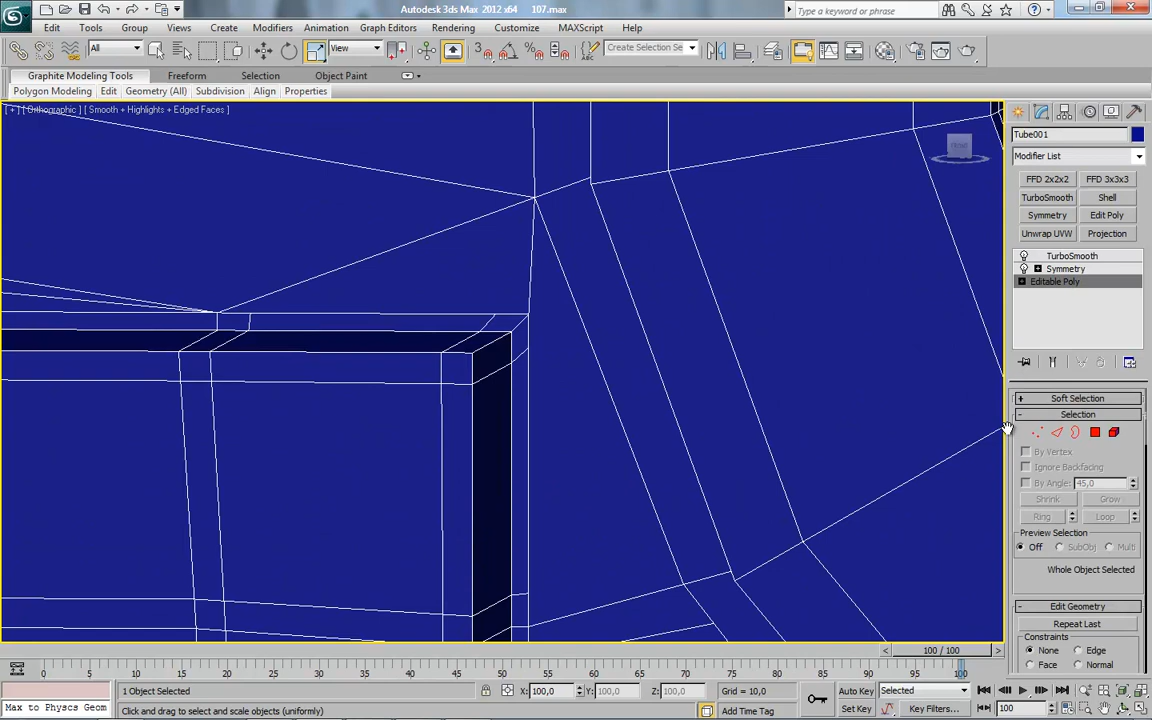 Autodesk 3ds Max 2012 x64 107.max
Type a keyword or phrase
Edit Tools Group Views Create Modifiers Animation Graph Editors Rendering Customize MAXScript Help
All View Create Selection Se
Graphite Modeling Tools Freeform Selection Object Paint
Polygon Modeling Edit Geometry (All) Subdivision Loops Align Properties
[ + ] [ Orthographic ] [ Smooth + Highlights + Edged Faces ]
Tube001
Modifier List
FFD 2x2x2 FFD 3x3x3
TurboSmooth Shell
Symmetry Edit Poly
Unwrap UVW Projection
TurboSmooth
Symmetry
Editable Poly
+ Soft Selection
- Selection
By Vertex
Ignore Backfacing
By Angle: 45,0
Shrink Grow
Ring Loop
Preview Selection
Off SubObj Multi
Whole Object Selected
- Edit Geometry
Repeat Last
Constraints
None Edge
Face Normal
< 100 / 100 >
0 5 10 15 20 25 30 35 40 45 50 55 60 65 70 75 80 85 90 95 100
1 Object Selected X: 100,0 Y: 100,0 Z: 100,0 Grid = 10,0 Auto Key Selected
Max to Physcs Geom Click and drag to select and scale objects (uniformly) Add Time Tag Set Key Key Filters... 100